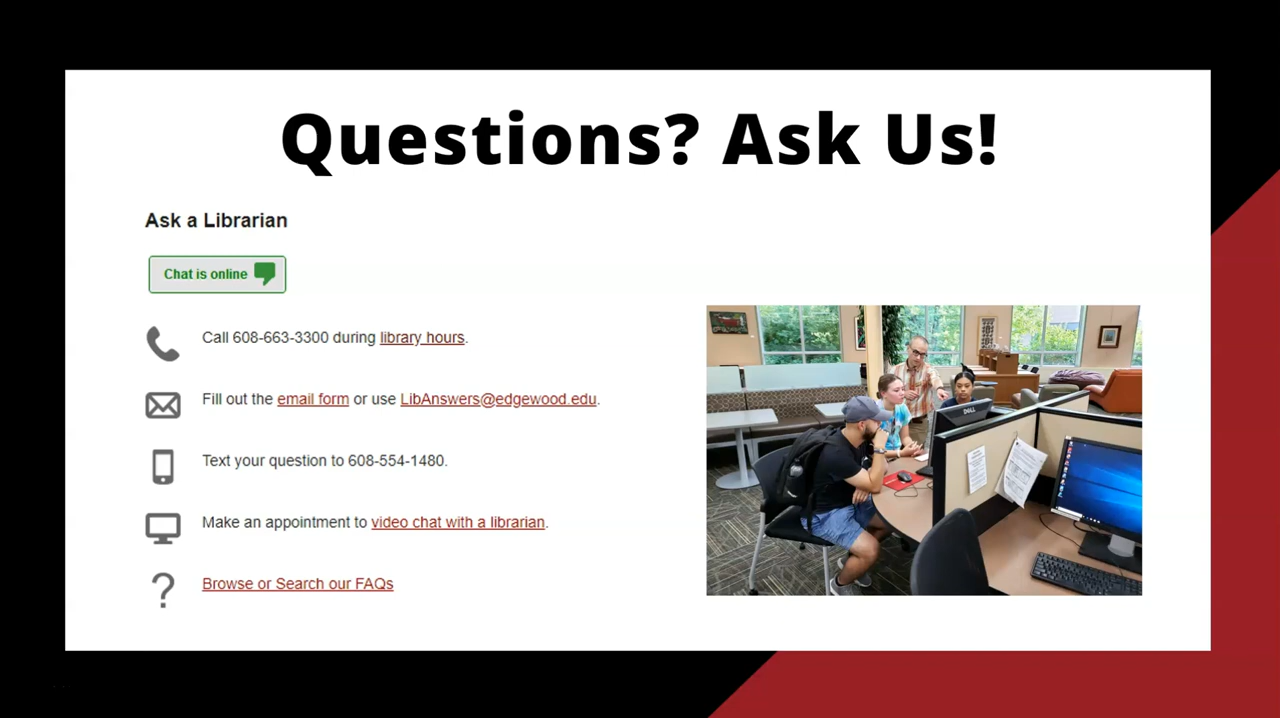 Questions? Ask Us!
Ask a Librarian
Chat is online
Call 608-663-3300 during library hours.
Fill out the email form or use LibAnswers@edgewood.edu.
Text your question to 608-554-1480.
Make an appointment to video chat with a librarian.
Browse or Search our FAQs
DELL